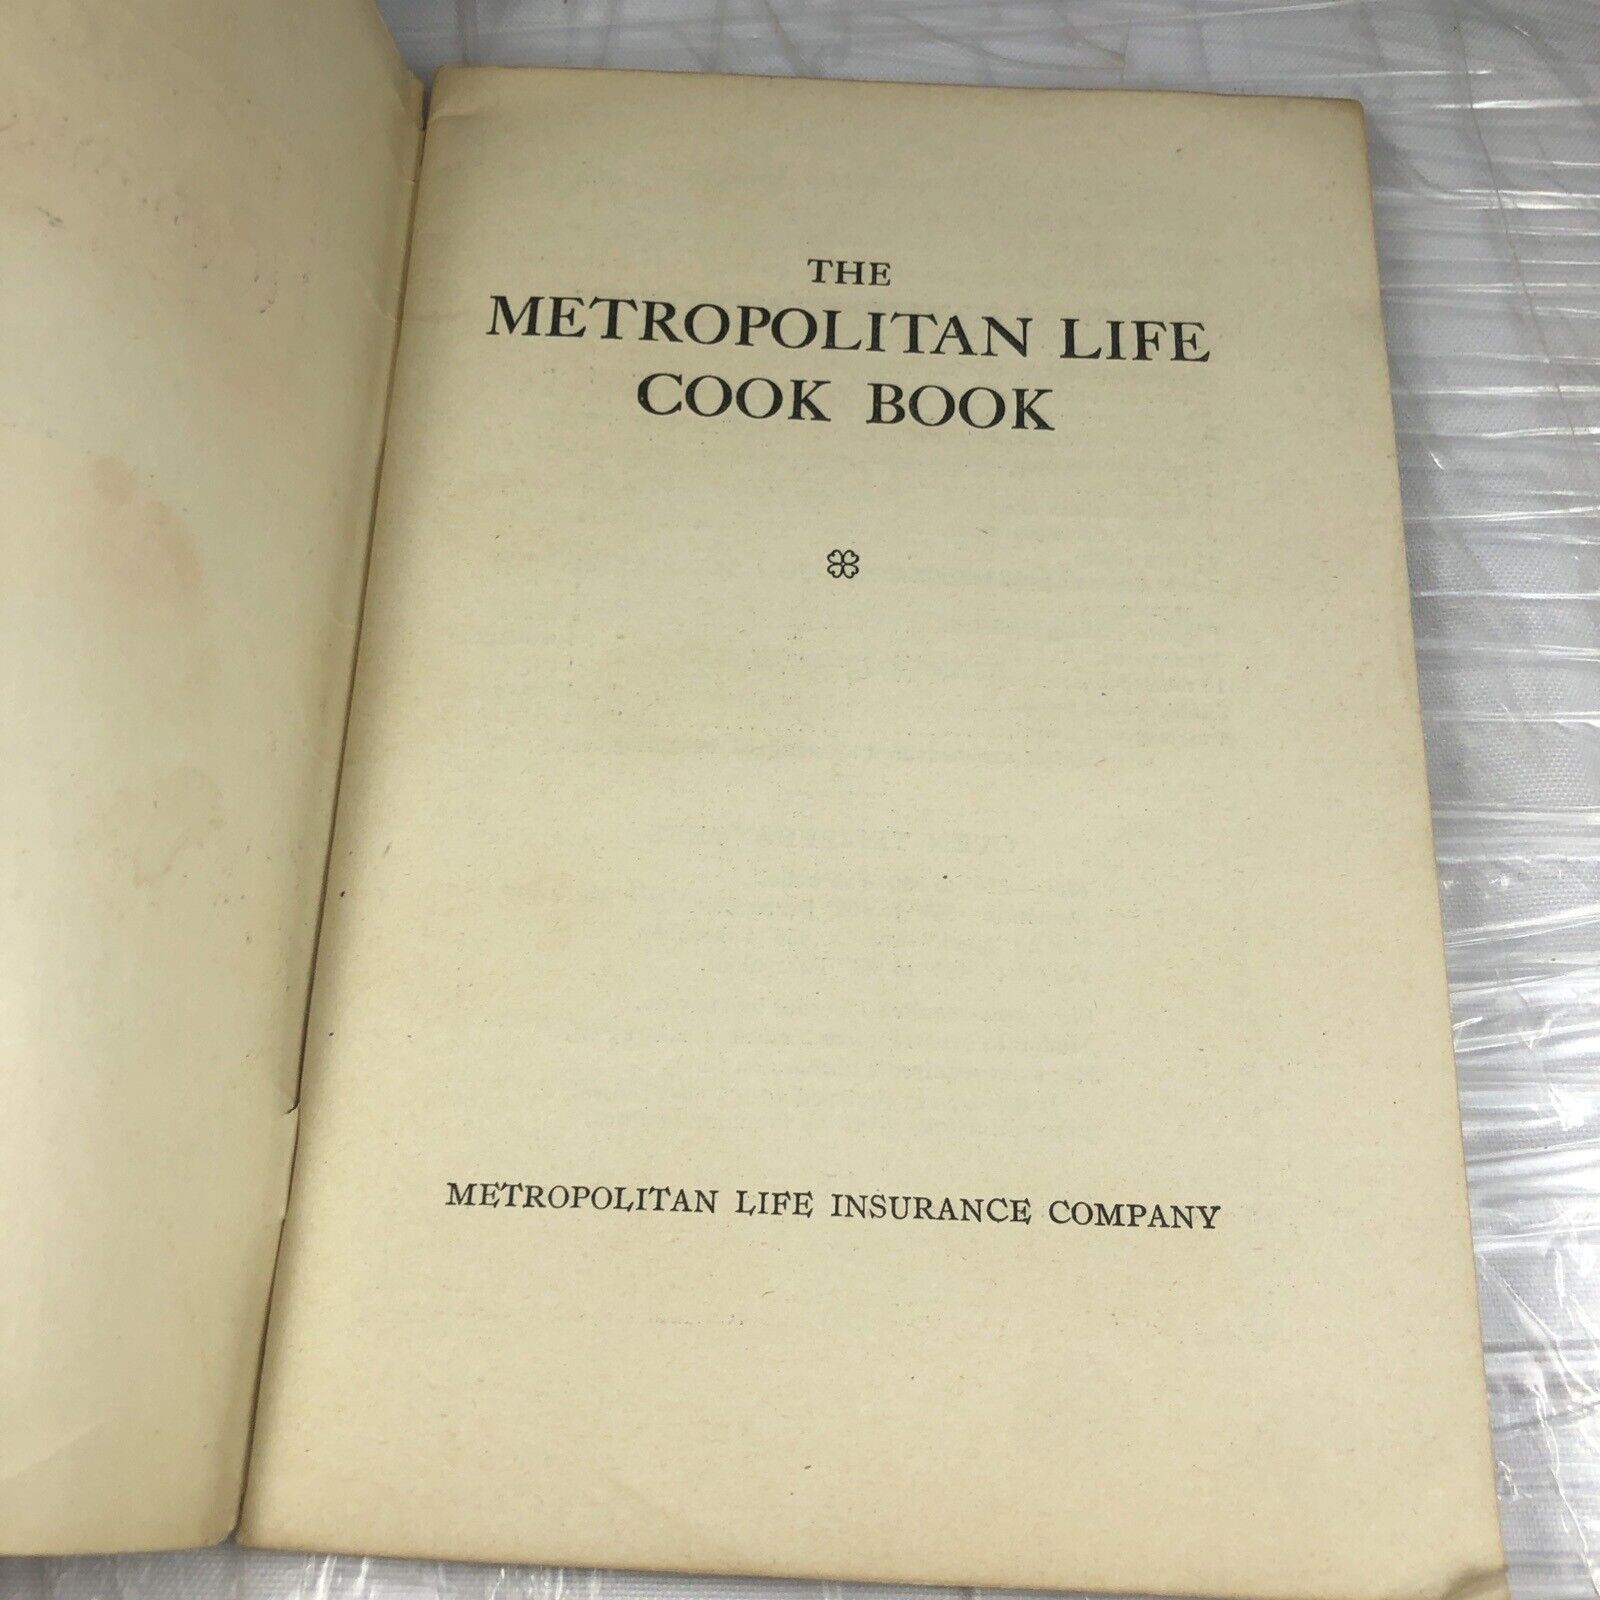 THE
METROPOLITAN LIFE
COOK BOOK
METROPOLITAN LIFE INSURANCE COMPANY